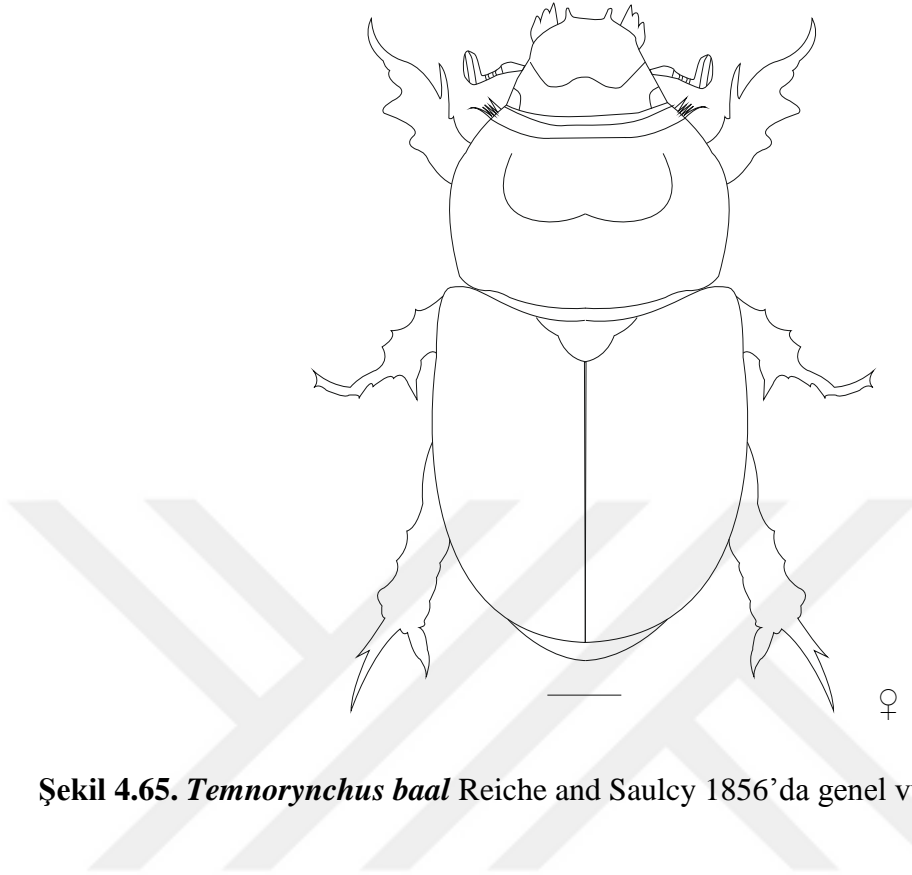 ♀
Şekil 4.65. Temnorynchus baal Reiche and Saulcy 1856’da genel